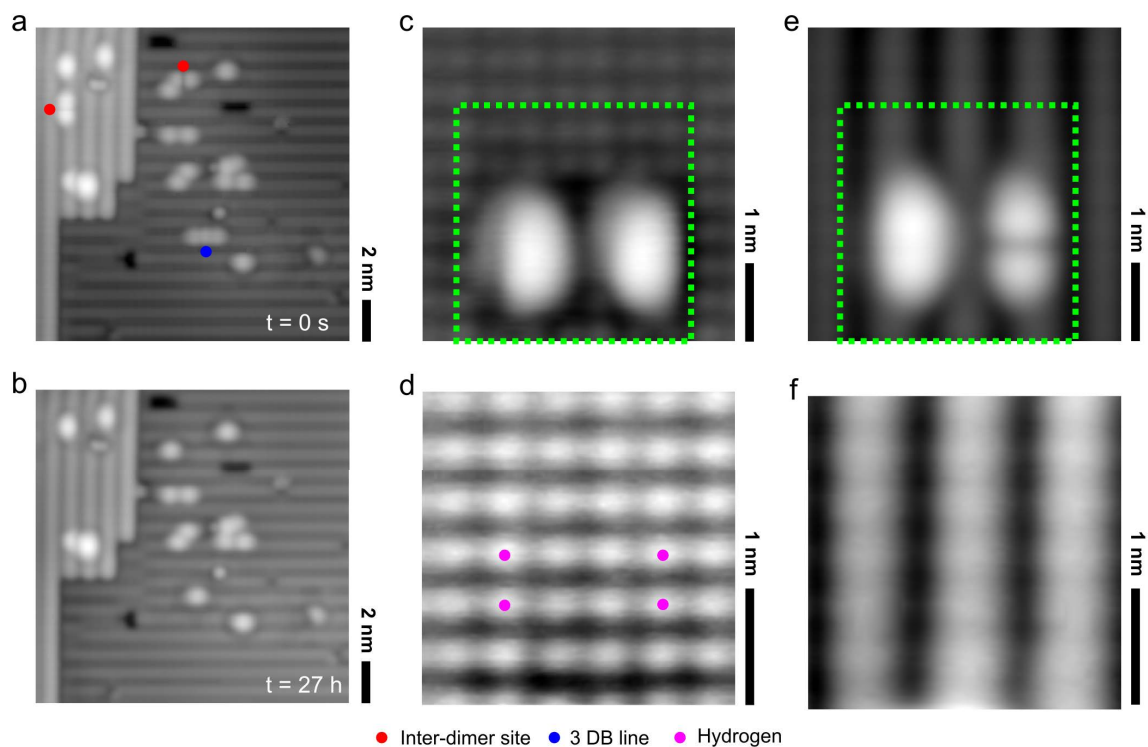 a
c
e
t = 0 s
2 nm
1 nm
1 nm
b
d
f
t = 27 h
2 nm
1 nm
1 nm
Inter-dimer site
3 DB line
Hydrogen